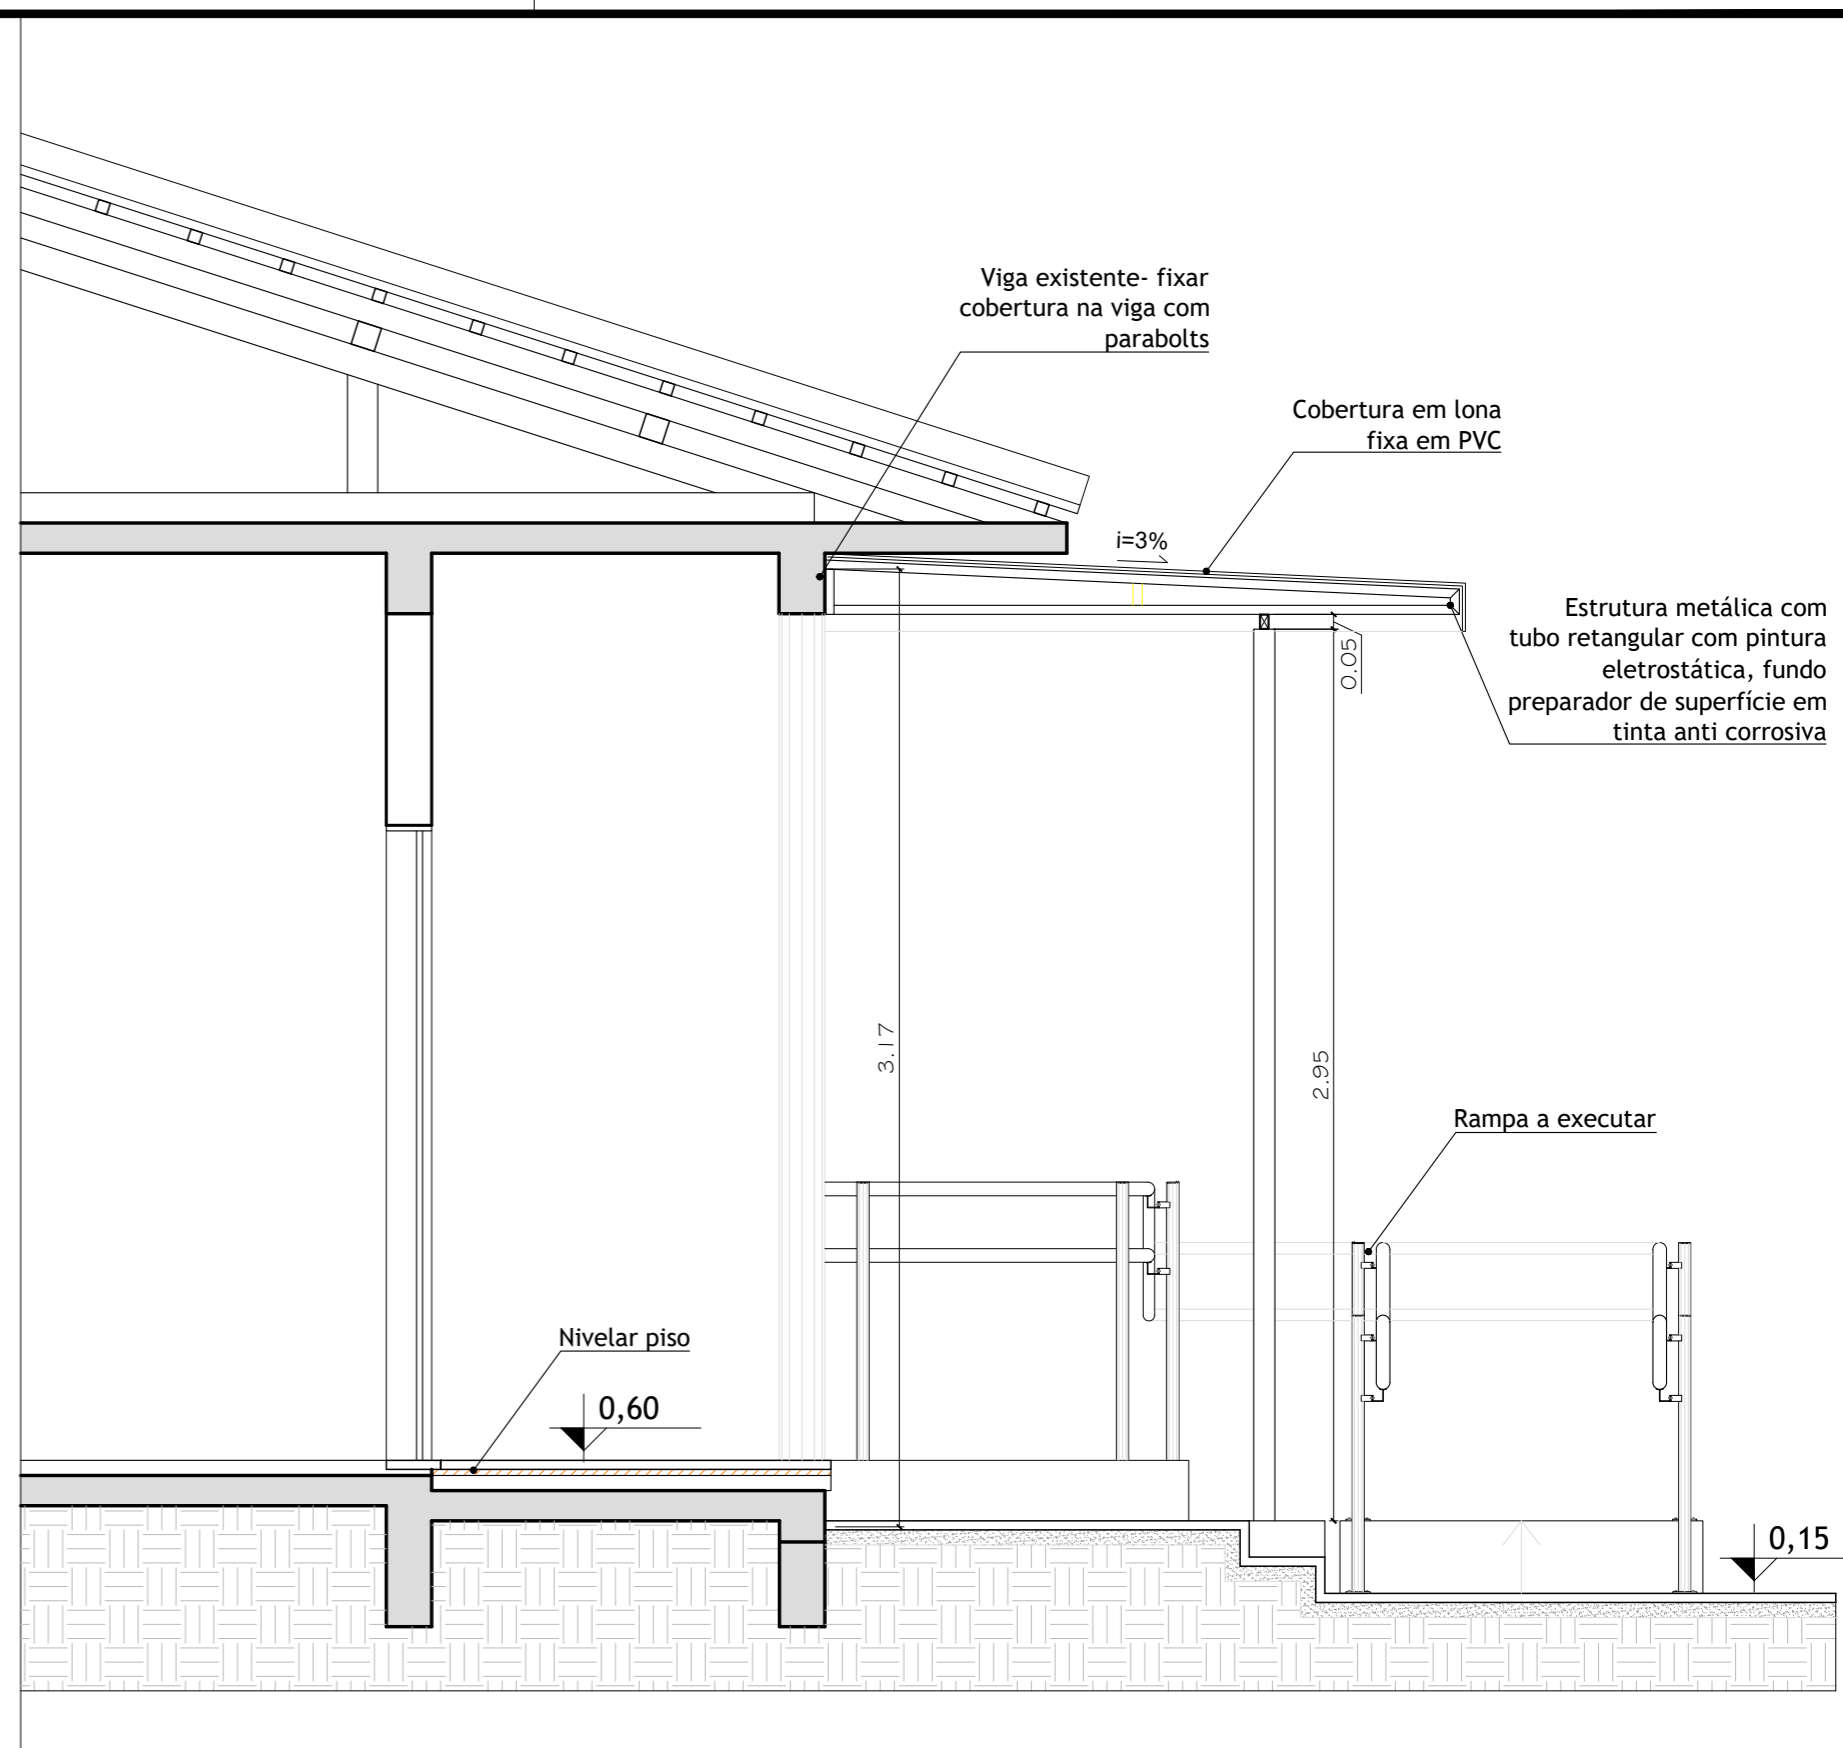 Viga existente- fixar
cobertura na viga com
parabolts
Cobertura em lona
fixa em PVC
i=3%
Estrutura metálica com
tubo retangular com pintura
eletrostática, fundo
preparador de superfície em
tinta anti corrosiva
0.05
3.17
2.95
Rampa a executar
Nivelar piso
0,60
0,15